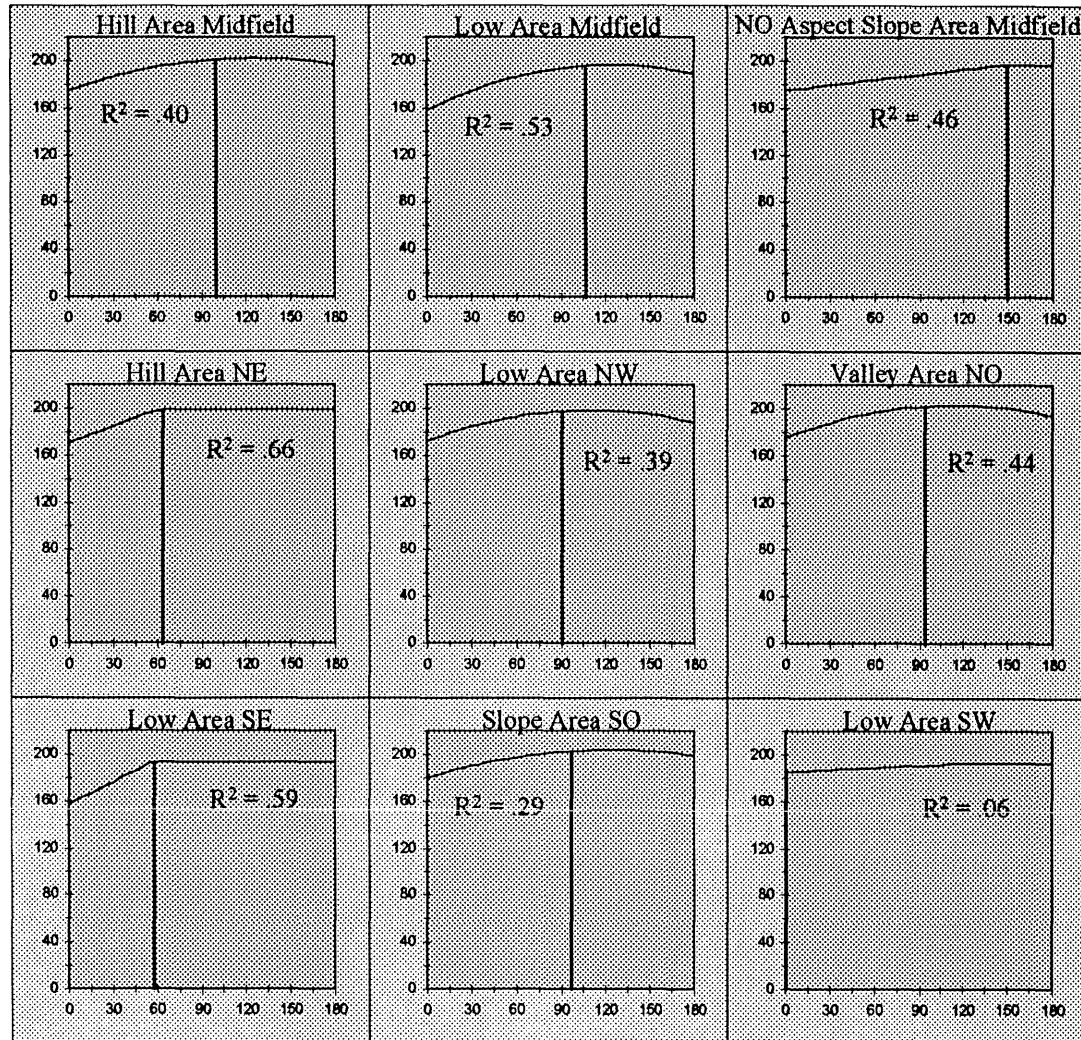 Hill Area Midfield
200
160
120
80
40
0
R² = .40
0 30 60 90 120 150 180
Low Area Midfield
200
160
120
80
40
0
R² = .53
0 30 60 90 120 150 180
NO Aspect Slope Area Midfield
200
160
120
80
40
0
R² = .46
0 30 60 90 120 150 180
Hill Area NE
200
160
120
80
40
0
R² = .66
0 30 60 90 120 150 180
Low Area NW
200
160
120
80
40
0
R² = .39
0 30 60 90 120 150 180
Valley Area NO
200
160
120
80
40
0
R² = .44
0 30 60 90 120 150 180
Low Area SE
200
160
120
80
40
0
R² = .59
0 30 60 90 120 150 180
Slope Area SO
200
160
120
80
40
0
R² = .29
0 30 60 90 120 150 180
Low Area SW
200
160
120
80
40
0
R² = .06
0 30 60 90 120 150 180